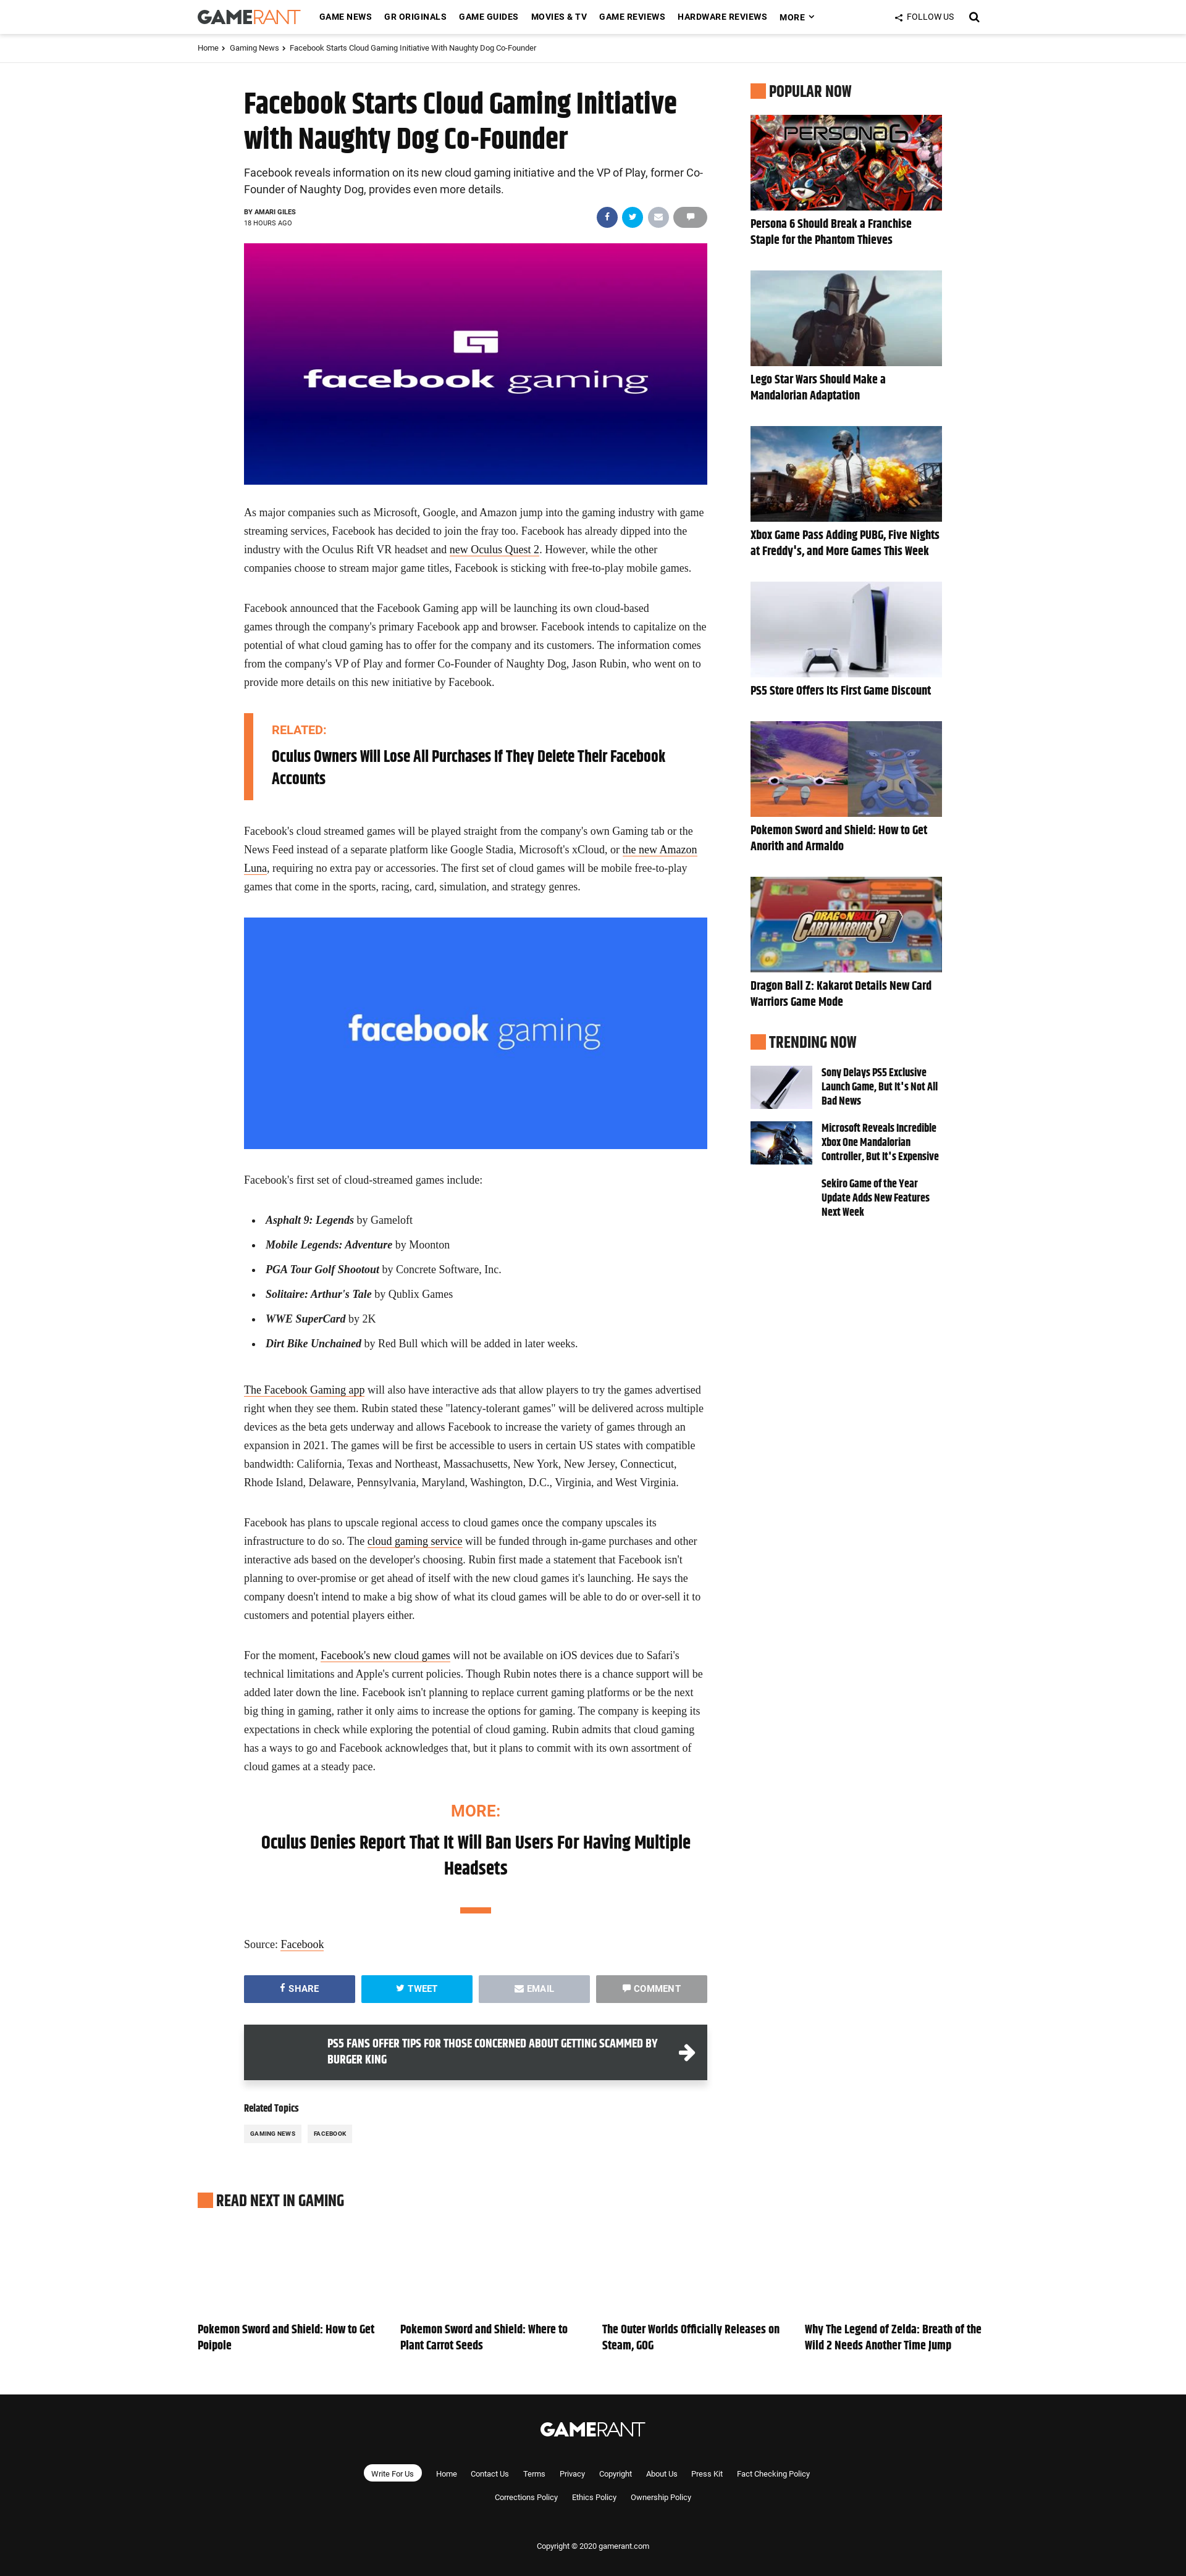 GAMERANT
GAME NEWS
GR ORIGINALS
GAME GUIDES
MOVIES & TV
GAME REVIEWS
HARDWARE REVIEWS
MORE
FOLLOW US
Home
Gaming News
Facebook Starts Cloud Gaming Initiative With Naughty Dog Co-Founder
Facebook Starts Cloud Gaming Initiative
with Naughty Dog Co-Founder
Facebook reveals information on its new cloud gaming initiative and the VP of Play, former Co-
Founder of Naughty Dog, provides even more details.
BY AMARI GILES
18 HOURS AGO
facebook gaming
As major companies such as Microsoft, Google, and Amazon jump into the gaming industry with game
streaming services, Facebook has decided to join the fray too. Facebook has already dipped into the
industry with the Oculus Rift VR headset and new Oculus Quest 2. However, while the other
companies choose to stream major game titles, Facebook is sticking with free-to-play mobile games.
Facebook announced that the Facebook Gaming app will be launching its own cloud-based
games through the company's primary Facebook app and browser. Facebook intends to capitalize on the
potential of what cloud gaming has to offer for the company and its customers. The information comes
from the company's VP of Play and former Co-Founder of Naughty Dog, Jason Rubin, who went on to
provide more details on this new initiative by Facebook.
RELATED:
Oculus Owners Will Lose All Purchases If They Delete Their Facebook
Accounts
Facebook's cloud streamed games will be played straight from the company's own Gaming tab or the
News Feed instead of a separate platform like Google Stadia, Microsoft's xCloud, or the new Amazon
Luna, requiring no extra pay or accessories. The first set of cloud games will be mobile free-to-play
games that come in the sports, racing, card, simulation, and strategy genres.
facebook gaming
Facebook's first set of cloud-streamed games include:
• Asphalt 9: Legends by Gameloft
• Mobile Legends: Adventure by Moonton
• PGA Tour Golf Shootout by Concrete Software, Inc.
• Solitaire: Arthur's Tale by Qublix Games
• WWE SuperCard by 2K
• Dirt Bike Unchained by Red Bull which will be added in later weeks.
The Facebook Gaming app will also have interactive ads that allow players to try the games advertised
right when they see them. Rubin stated these "latency-tolerant games" will be delivered across multiple
devices as the beta gets underway and allows Facebook to increase the variety of games through an
expansion in 2021. The games will be first be accessible to users in certain US states with compatible
bandwidth: California, Texas and Northeast, Massachusetts, New York, New Jersey, Connecticut,
Rhode Island, Delaware, Pennsylvania, Maryland, Washington, D.C., Virginia, and West Virginia.
Facebook has plans to upscale regional access to cloud games once the company upscales its
infrastructure to do so. The cloud gaming service will be funded through in-game purchases and other
interactive ads based on the developer's choosing. Rubin first made a statement that Facebook isn't
planning to over-promise or get ahead of itself with the new cloud games it's launching. He says the
company doesn't intend to make a big show of what its cloud games will be able to do or over-sell it to
customers and potential players either.
For the moment, Facebook's new cloud games will not be available on iOS devices due to Safari's
technical limitations and Apple's current policies. Though Rubin notes there is a chance support will be
added later down the line. Facebook isn't planning to replace current gaming platforms or be the next
big thing in gaming, rather it only aims to increase the options for gaming. The company is keeping its
expectations in check while exploring the potential of cloud gaming. Rubin admits that cloud gaming
has a ways to go and Facebook acknowledges that, but it plans to commit with its own assortment of
cloud games at a steady pace.
MORE:
Oculus Denies Report That It Will Ban Users For Having Multiple
Headsets
Source: Facebook
SHARE
TWEET
EMAIL
COMMENT
PS5 FANS OFFER TIPS FOR THOSE CONCERNED ABOUT GETTING SCAMMED BY
BURGER KING
Related Topics
GAMING NEWS
FACEBOOK
POPULAR NOW
PERSONA 6
Persona 6 Should Break a Franchise
Staple for the Phantom Thieves
Lego Star Wars Should Make a
Mandalorian Adaptation
Xbox Game Pass Adding PUBG, Five Nights
at Freddy's, and More Games This Week
PS5 Store Offers Its First Game Discount
Pokemon Sword and Shield: How to Get
Anorith and Armaldo
DRAGON BALL
CARD WARRIORS
Dragon Ball Z: Kakarot Details New Card
Warriors Game Mode
TRENDING NOW
Sony Delays PS5 Exclusive
Launch Game, But It's Not All
Bad News
Microsoft Reveals Incredible
Xbox One Mandalorian
Controller, But It's Expensive
Sekiro Game of the Year
Update Adds New Features
Next Week
READ NEXT IN GAMING
Pokemon Sword and Shield: How to Get
Poipole
Pokemon Sword and Shield: Where to
Plant Carrot Seeds
The Outer Worlds Officially Releases on
Steam, GOG
Why The Legend of Zelda: Breath of the
Wild 2 Needs Another Time Jump
GAMERANT
Write For Us
Home
Contact Us
Terms
Privacy
Copyright
About Us
Press Kit
Fact Checking Policy
Corrections Policy
Ethics Policy
Ownership Policy
Copyright © 2020 gamerant.com